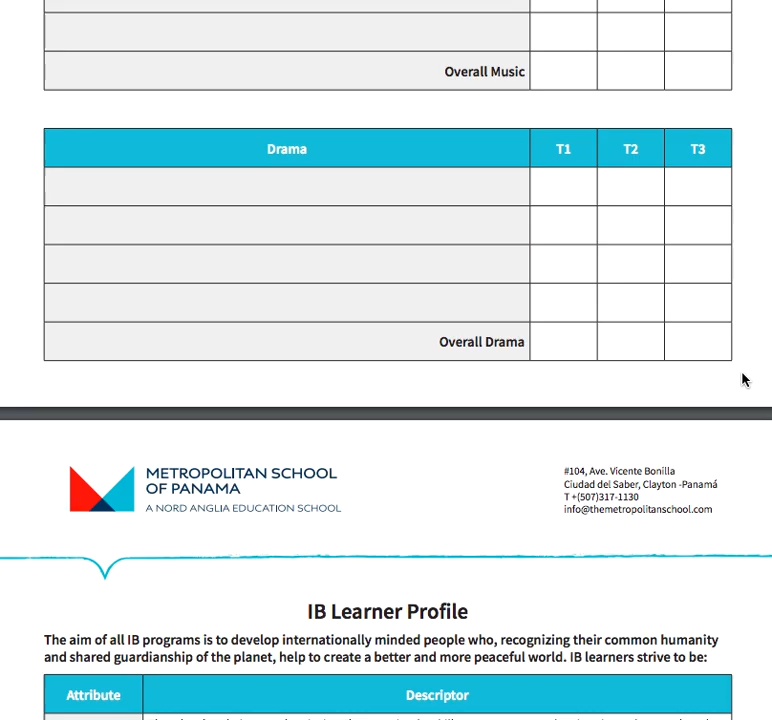 Overall Music
Drama T1 T2 T3
Overall Drama
METROPOLITAN SCHOOL
OF PANAMA
A NORD ANGLIA EDUCATION SCHOOL
#104, Ave. Vicente Bonilla
Ciudad del Saber, Clayton -Panamá
T +(507)317-1130
info@themetropolitanschool.com
IB Learner Profile
The aim of all IB programs is to develop internationally minded people who, recognizing their common humanity
and shared guardianship of the planet, help to create a better and more peaceful world. IB learners strive to be:
Attribute Descriptor